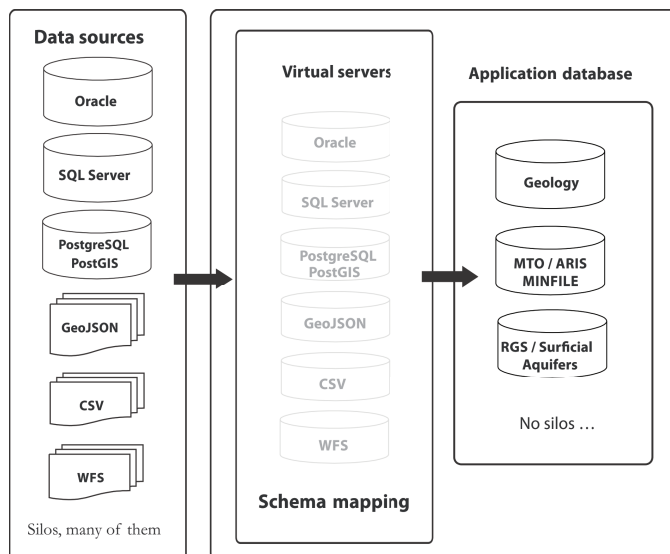 Data sources
Oracle
SQL Server
PostgreSQL
PostGIS
GeoJSON
CSV
WFS
Silos, many of them
Virtual servers
Oracle
SQL Server
PostgreSQL
PostGIS
GeoJSON
CSV
WFS
Schema mapping
Application database
Geology
MTO / ARIS
MINFILE
RGS / Surficial
Aquifers
No silos ...